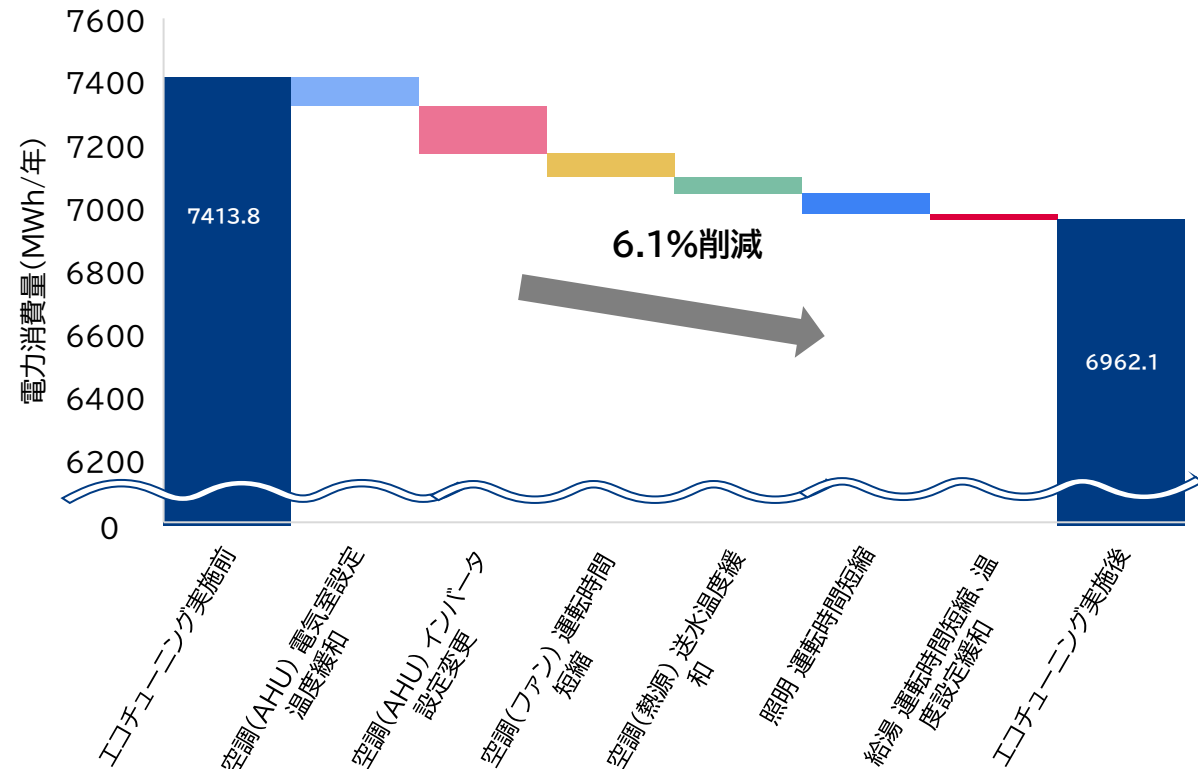 7600
7400
7200
7000
6800
6600
6400
6200
0
電力消費量(MWh/年)
7413.8
6.1%削減
6962.1
エコチューニング実施前
空調(AHU) 電気室設定
温度緩和
空調(AHU) インバータ
設定変更
空調(ファン) 運転時間
短縮
空調(熱源) 送水温度緩
和
照明 運転時間短縮
給湯 運転時間短縮、温
度設定緩和
エコチューニング実施後